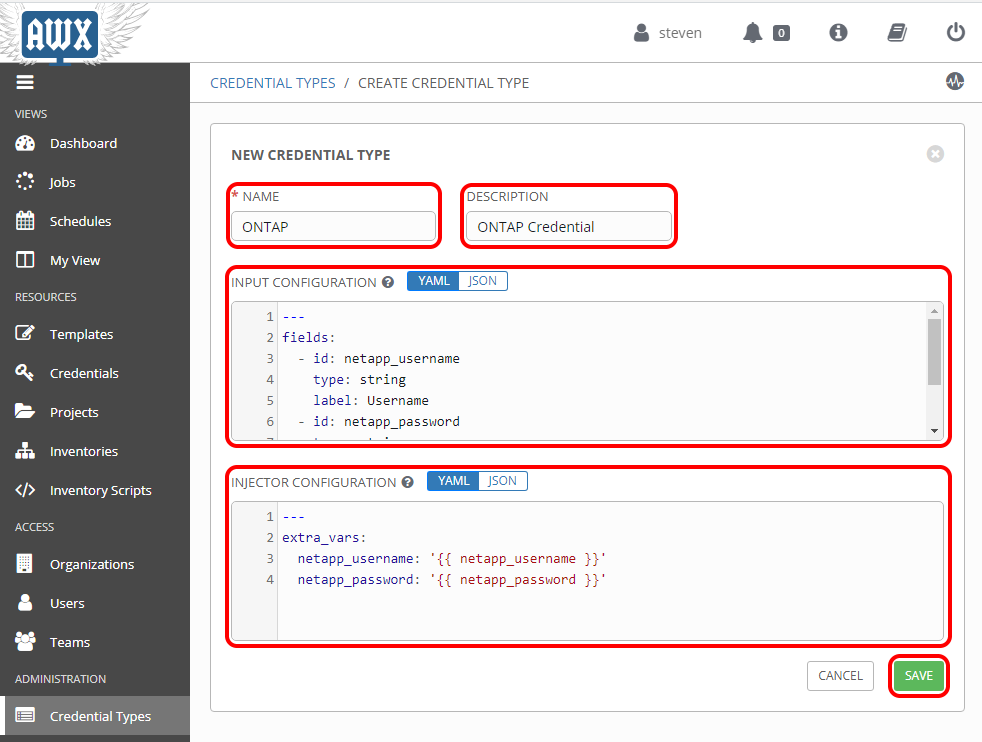 AWX
steven
0
CREDENTIAL TYPES / CREATE CREDENTIAL TYPE
VIEWS
Dashboard
Jobs
Schedules
My View
RESOURCES
Templates
Credentials
Projects
Inventories
Inventory Scripts
ACCESS
Organizations
Users
Teams
ADMINISTRATION
Credential Types
NEW CREDENTIAL TYPE
* NAME
ONTAP
DESCRIPTION
ONTAP Credential
INPUT CONFIGURATION ? YAML JSON
1 ---
2 fields:
3   - id: netapp_username
4     type: string
5     label: Username
6   - id: netapp_password
INJECTOR CONFIGURATION ? YAML JSON
1 ---
2 extra_vars:
3   netapp_username: '{{ netapp_username }}'
4   netapp_password: '{{ netapp_password }}'
CANCEL
SAVE